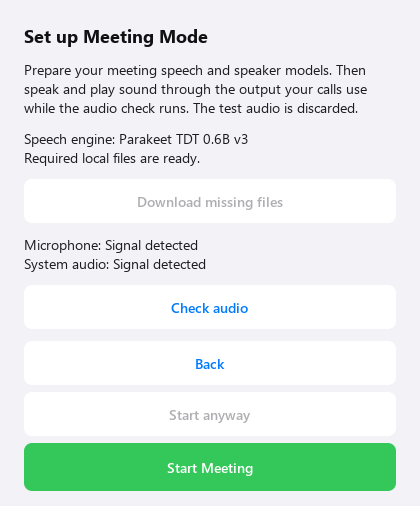 Set up Meeting Mode
Prepare your meeting speech and speaker models. Then
speak and play sound through the output your calls use
while the audio check runs. The test audio is discarded.
Speech engine: Parakeet TDT 0.6B v3
Required local files are ready.
Download missing files
Microphone: Signal detected
System audio: Signal detected
Check audio
Back
Start anyway
Start Meeting